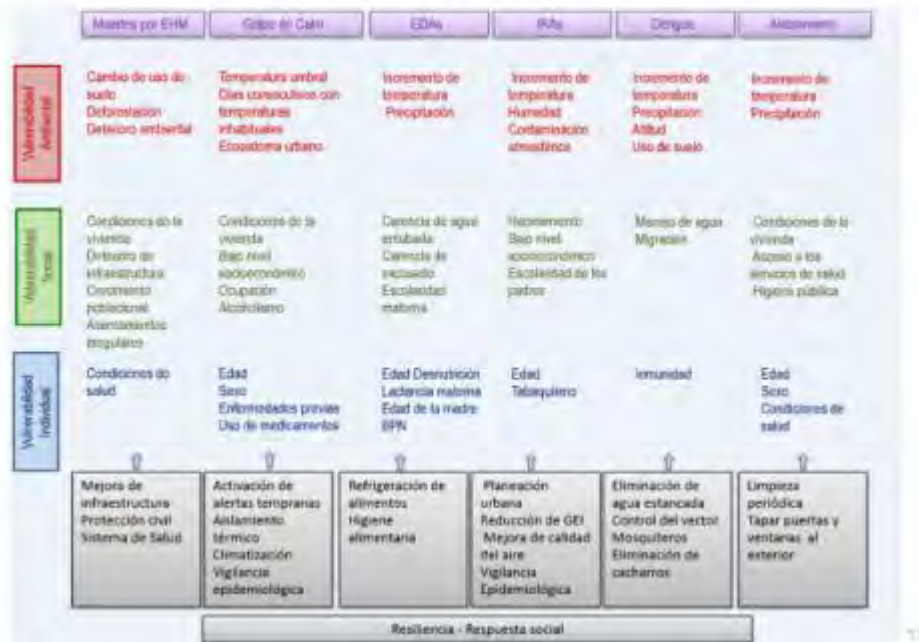 Muertes por EHM
Golpe de Calor
EDAs
IRAs
Dengue
Alacranismo
Vulnerabilidad
Ambiental
Cambio de uso de
suelo
Deforestación
Deterioro ambiental
Temperatura umbral
Días consecutivos con
temperaturas
inhabituales
Ecosistema urbano
Incremento de
temperatura
Precipitación
Incremento de
temperatura
Humedad
Contaminación
atmosférica
Incremento de
temperatura
Precipitación
Altitud
Uso de suelo
Incremento de
temperatura
Precipitación
Vulnerabilidad
Social
Condiciones de la
vivienda
Deterioro de
infraestructura
Crecimiento
poblacional
Asentamientos
irregulares
Condiciones de la
vivienda
Bajo nivel
socioeconómico
Ocupación
Alcoholismo
Carencia de agua
entubada
Carencia de
excusado
Escolaridad
materna
Hacinamiento
Bajo nivel
socioeconómico
Escolaridad de los
padres
Manejo de agua
Migración
Condiciones de la
vivienda
Acceso a los
servicios de salud
Higiene pública
Vulnerabilidad
Individual
Condiciones de
salud
Edad
Sexo
Enfermedades previas
Uso de medicamentos
Edad Desnutrición
Lactancia materna
Edad de la madre
BPN
Edad
Tabaquismo
Inmunidad
Edad
Sexo
Condiciones de
salud
Mejora de
infraestructura
Protección civil
Sistema de Salud
Activación de
alertas tempranas
Aislamiento
térmico
Climatización
Vigilancia
epidemiológica
Refrigeración de
alimentos
Higiene
alimentaria
Planeación
urbana
Reducción de GEI
Mejora de calidad
del aire
Vigilancia
Epidemiológica
Eliminación de
agua estancada
Control del vector
Mosquiteros
Eliminación de
cacharros
Limpieza
periódica
Tapar puertas y
ventanas al
exterior
Resiliencia - Respuesta social